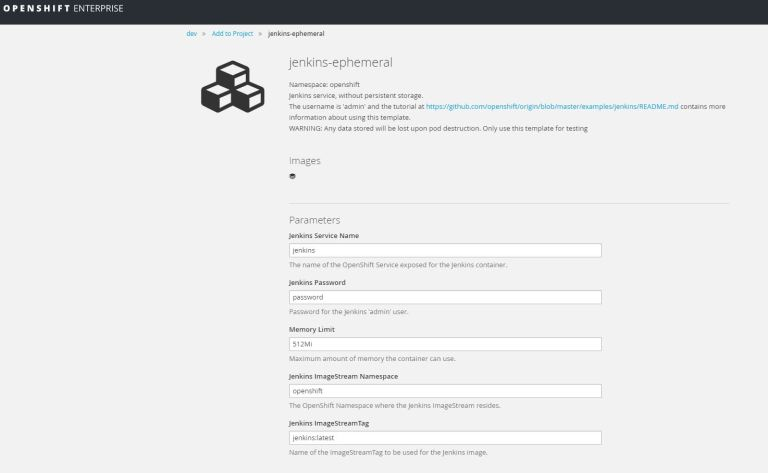 OPENSHIFT ENTERPRISE
dev » Add to Project » jenkins-ephemeral
jenkins-ephemeral
Namespace: openshift
Jenkins service, without persistent storage.
The username is 'admin' and the tutorial at https://github.com/openshift/origin/blob/master/examples/jenkins/README.md contains more
information about using this template.
WARNING: Any data stored will be lost upon pod destruction. Only use this template for testing
Images
Parameters
Jenkins Service Name
jenkins
The name of the OpenShift Service exposed for the Jenkins container.
Jenkins Password
password
Password for the Jenkins 'admin' user.
Memory Limit
512Mi
Maximum amount of memory the container can use.
Jenkins ImageStream Namespace
openshift
The OpenShift Namespace where the Jenkins ImageStream resides.
Jenkins ImageStreamTag
jenkins:latest
Name of the ImageStreamTag to be used for the Jenkins image.